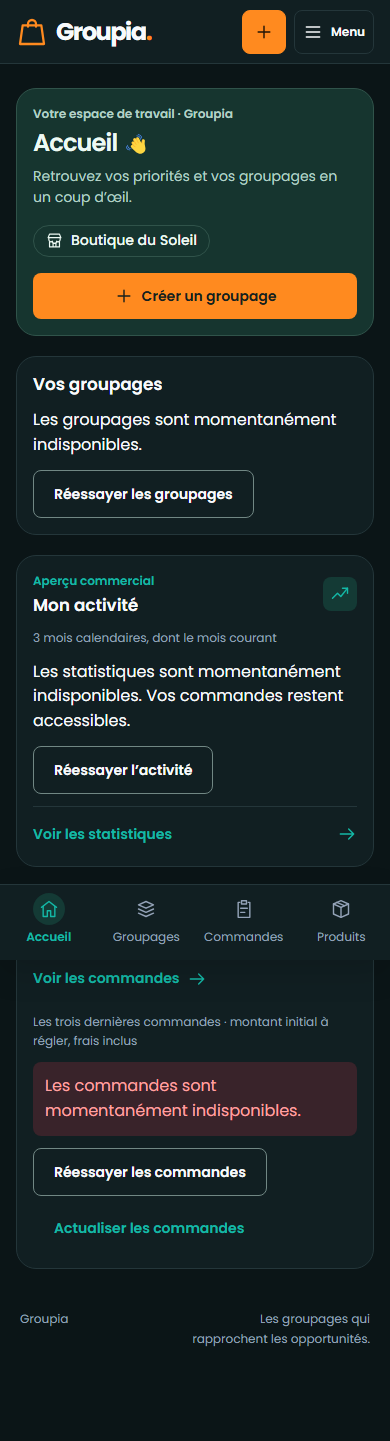 Groupia.
Menu
Votre espace de travail · Groupia
Accueil 👋
Retrouvez vos priorités et vos groupages en
un coup d’œil.
Boutique du Soleil
Créer un groupage
Vos groupages
Les groupages sont momentanément
indisponibles.
Réessayer les groupages
Aperçu commercial
Mon activité
3 mois calendaires, dont le mois courant
Les statistiques sont momentanément
indisponibles. Vos commandes restent
accessibles.
Réessayer l’activité
Voir les statistiques
Accueil
Groupages
Commandes
Produits
Voir les commandes
Les trois dernières commandes · montant initial à
régler, frais inclus
Les commandes sont
momentanément indisponibles.
Réessayer les commandes
Actualiser les commandes
Groupia
Les groupages qui
rapprochent les opportunités.